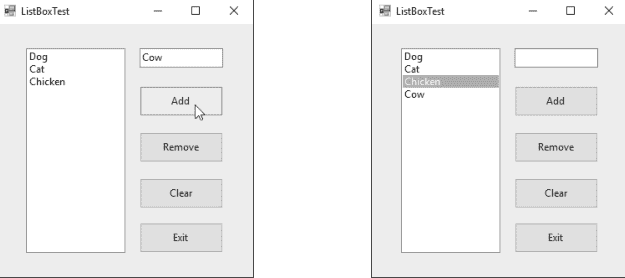 ListBoxTest
Dog
Cat
Chicken
Cow
Add
Remove
Clear
Exit
ListBoxTest
Dog
Cat
Chicken
Cow
Add
Remove
Clear
Exit